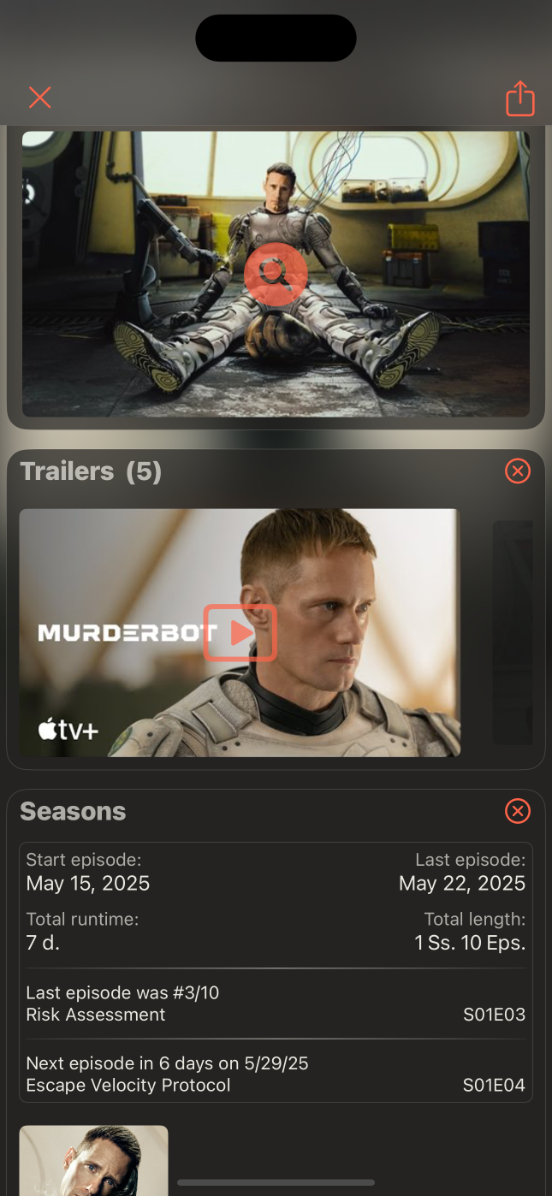 Trailers (5)
MURDERBOT
tv+
Seasons
Start episode:
Last episode:
May 15, 2025
May 22, 2025
Total runtime:
Total length:
7 d.
1 Ss. 10 Eps.
Last episode was #3/10
Risk Assessment
S01E03
Next episode in 6 days on 5/29/25
Escape Velocity Protocol
S01E04